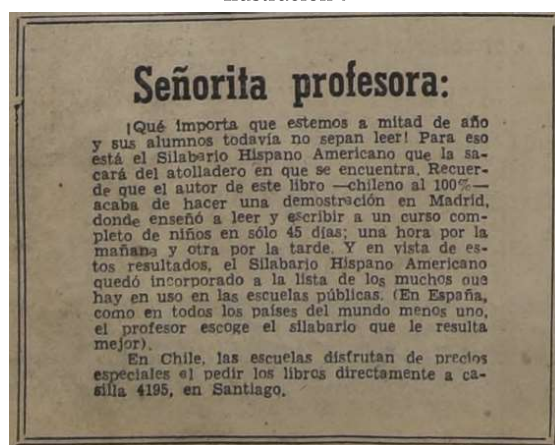 Señorita profesora:
¡Qué importa que estemos a mitad de año
y sus alumnos todavía no sepan leer! Para eso
está el Silabario Hispano Americano que la sa-
cará del atolladero en que se encuentra. Recuer-
de que el autor de este libro —chileno al 100%—
acaba de hacer una demostración en Madrid,
donde enseñó a leer y escribir a un curso com-
pleto de niños en sólo 45 días; una hora por la
mañana y otra por la tarde. Y en vista de es-
tos resultados, el Silabario Hispano Americano
quedó incorporado a la lista de los muchos que
hay en uso en las escuelas públicas. (En España,
como en todos los países del mundo menos uno,
el profesor escoge el silabario que le resulta
mejor).
En Chile, las escuelas disfrutan de precios
especiales al pedir los libros directamente a ca-
silla 4195, en Santiago.